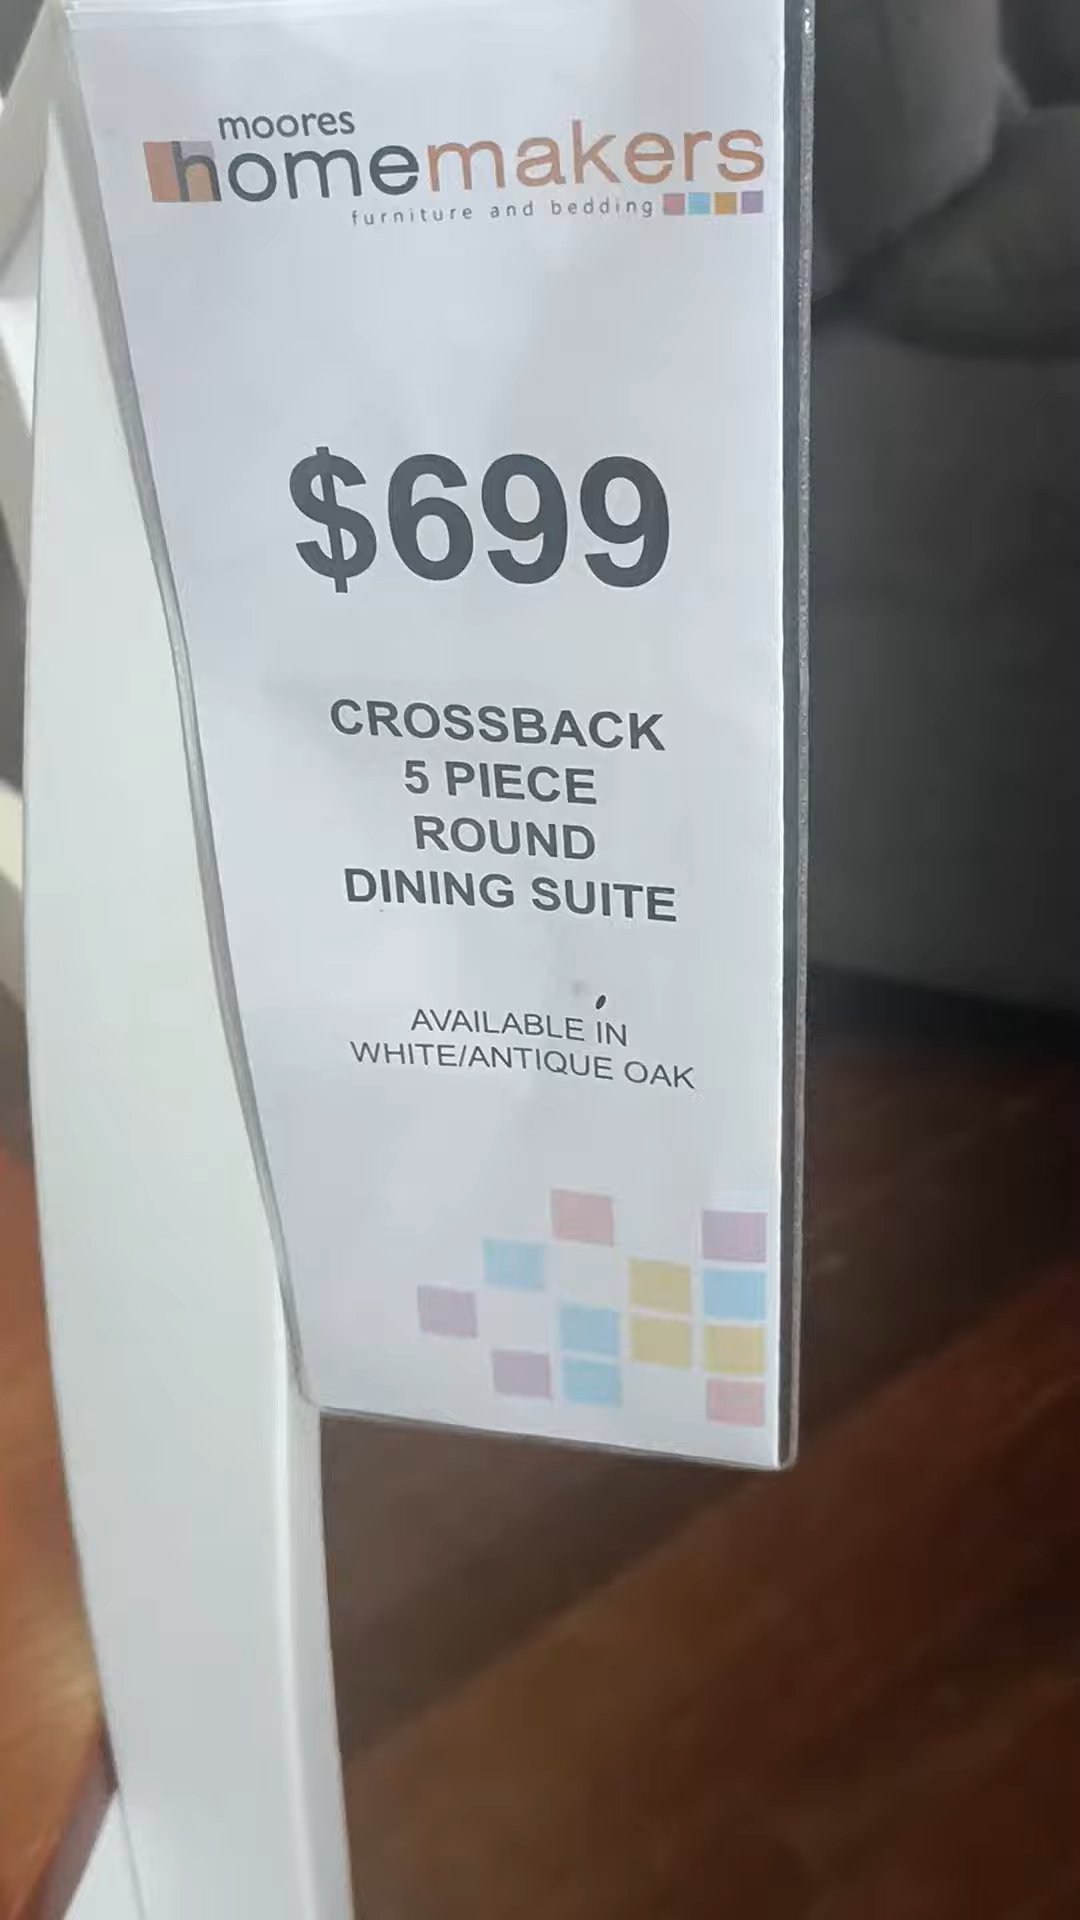 moores
homemakers
furniture and bedding
$699
CROSSBACK
5 PIECE
ROUND
DINING SUITE
AVAILABLE IN
WHITE/ANTIQUE OAK